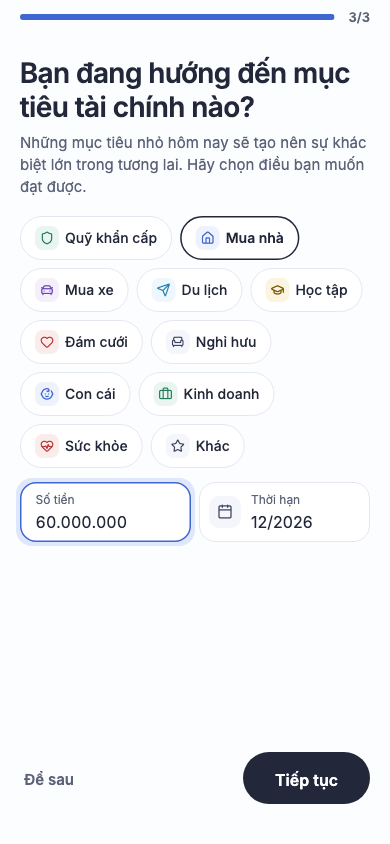 3/3
Bạn đang hướng đến mục
tiêu tài chính nào?
Những mục tiêu nhỏ hôm nay sẽ tạo nên sự khác
biệt lớn trong tương lai. Hãy chọn điều bạn muốn
đạt được.
Quỹ khẩn cấp
Mua nhà
Mua xe
Du lịch
Học tập
Đám cưới
Nghỉ hưu
Con cái
Kinh doanh
Sức khỏe
Khác
Số tiền
Thời hạn
60.000.000
12/2026
Để sau
Tiếp tục